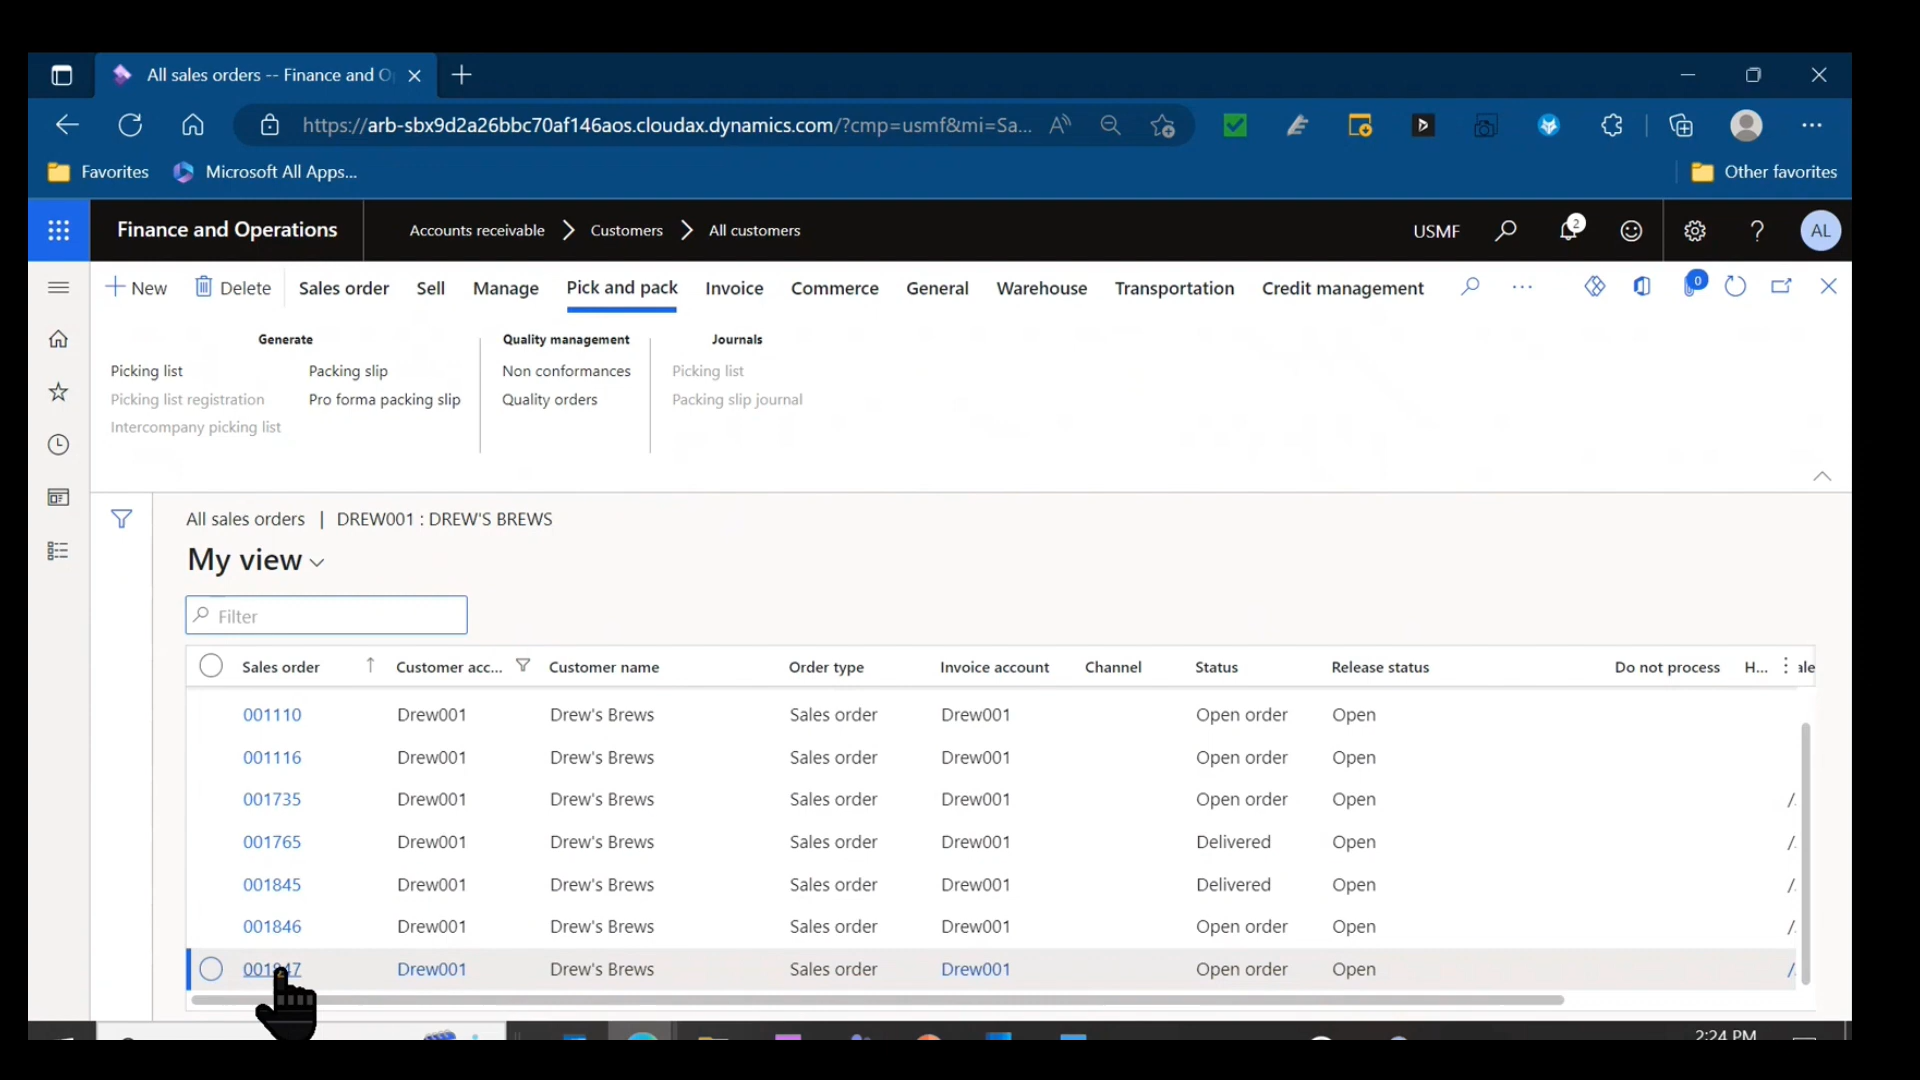 All sales orders -- Finance and O
https://arb-sbx9d2a26bbc70af146aos.cloudax.dynamics.com/?cmp=usmf&mi=Sa...
Favorites Microsoft All Apps... Other favorites
Finance and Operations Accounts receivable Customers All customers USMF 2 AL
New Delete Sales order Sell Manage Pick and pack Invoice Commerce General Warehouse Transportation Credit management ... 0
Generate Quality management Journals
Picking list Packing slip Non conformances Picking list
Picking list registration Pro forma packing slip Quality orders Packing slip journal
Intercompany picking list
All sales orders | DREW001 : DREW'S BREWS
My view
Filter
Sales order Customer acc... Customer name Order type Invoice account Channel Status Release status Do not process H... ale
001110 Drew001 Drew's Brews Sales order Drew001 Open order Open
001116 Drew001 Drew's Brews Sales order Drew001 Open order Open
001735 Drew001 Drew's Brews Sales order Drew001 Open order Open /
001765 Drew001 Drew's Brews Sales order Drew001 Delivered Open /
001845 Drew001 Drew's Brews Sales order Drew001 Delivered Open /
001846 Drew001 Drew's Brews Sales order Drew001 Open order Open /
001847 Drew001 Drew's Brews Sales order Drew001 Open order Open /
2:24 PM